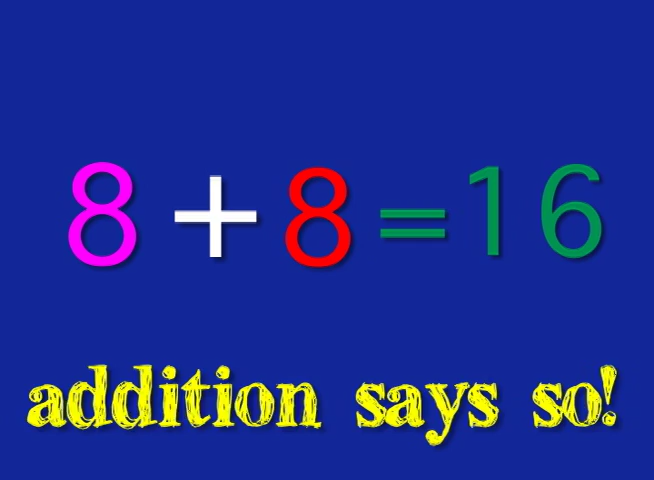 8 + 8 = 16
addition says so!